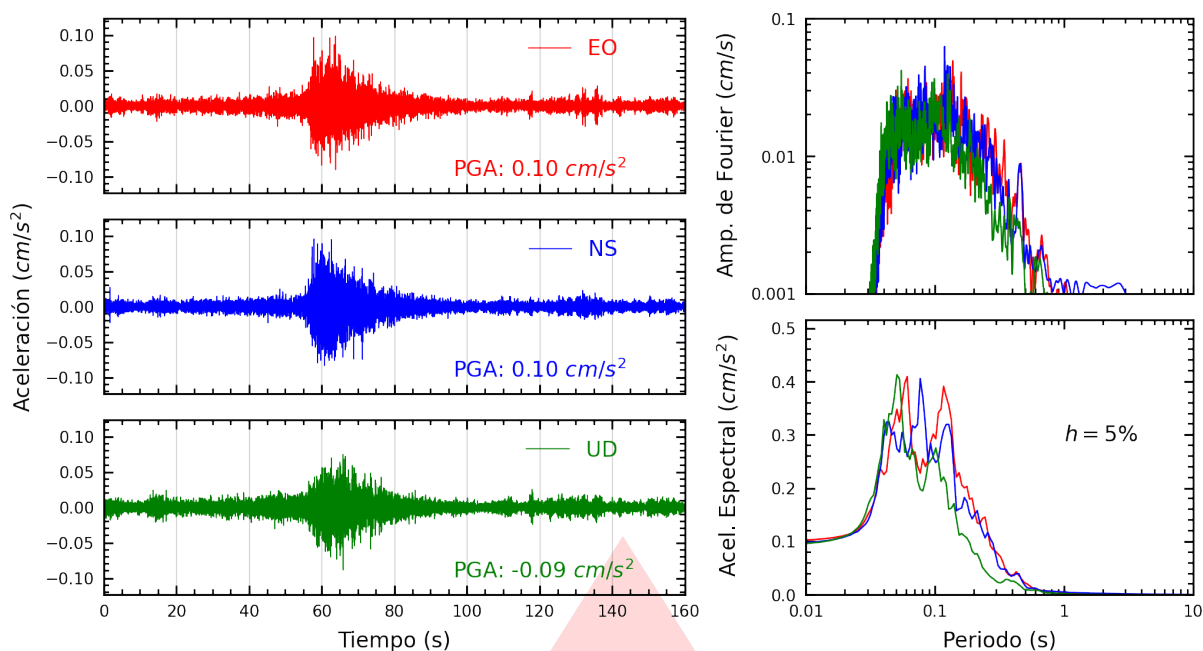 Aceleración (cm/s²)
0.10
0.05
0.00
−0.05
−0.10
EO
PGA: 0.10 cm/s²
0.10
0.05
0.00
−0.05
−0.10
NS
PGA: 0.10 cm/s²
0.10
0.05
0.00
−0.05
−0.10
UD
PGA: -0.09 cm/s²
0 20 40 60 80 100 120 140 160
Tiempo (s)
Amp. de Fourier (cm/s)
0.1
0.01
0.001
Acel. Espectral (cm/s²)
0.5
0.4
0.3
0.2
0.1
0.0
h = 5%
0.01 0.1 1 10
Periodo (s)